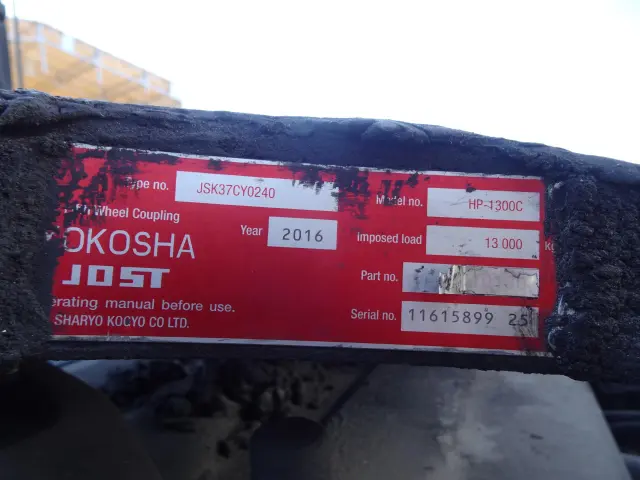 ype no. JSK37CY0240
Model no. HP-1300C
Wheel Coupling
Year 2016
Imposed load 13 000
OKOSHA
JOST
Part no.
erating manual before use.
SHARYO KOCYO CO LTD.
Serial no. 11615899 25